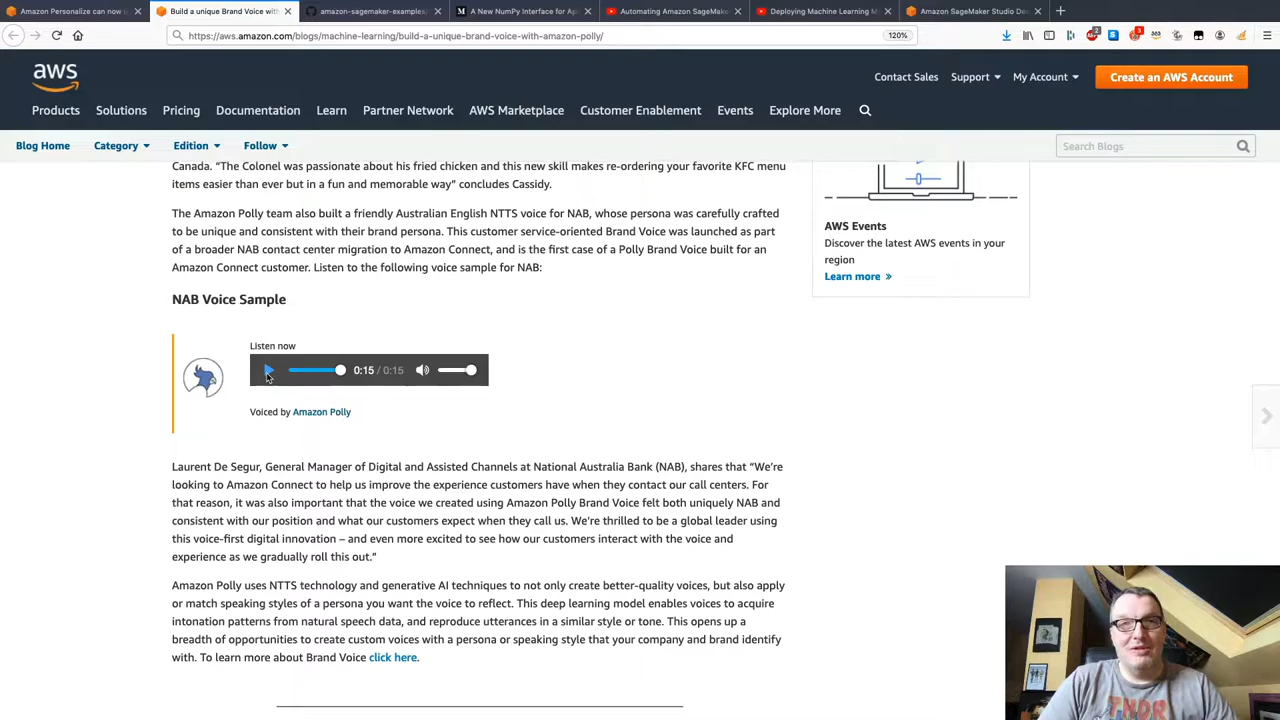 Amazon Personalize can now u
Build a unique Brand Voice with
amazon-sagemaker-examples/
A New NumPy Interface for Ap
Automating Amazon SageMake
Deploying Machine Learning M
Amazon SageMaker Studio De
https://aws.amazon.com/blogs/machine-learning/build-a-unique-brand-voice-with-amazon-polly/
120%
aws
Contact Sales Support My Account Create an AWS Account
Products Solutions Pricing Documentation Learn Partner Network AWS Marketplace Customer Enablement Events Explore More
Blog Home Category Edition Follow Search Blogs
Canada. “The Colonel was passionate about his fried chicken and this new skill makes re-ordering your favorite KFC menu
items easier than ever but in a fun and memorable way” concludes Cassidy.
The Amazon Polly team also built a friendly Australian English NTTS voice for NAB, whose persona was carefully crafted
to be unique and consistent with their brand persona. This customer service-oriented Brand Voice was launched as part
of a broader NAB contact center migration to Amazon Connect, and is the first case of a Polly Brand Voice built for an
Amazon Connect customer. Listen to the following voice sample for NAB:
AWS Events
Discover the latest AWS events in your
region
Learn more »
NAB Voice Sample
Listen now
0:15 / 0:15
Voiced by Amazon Polly
Laurent De Segur, General Manager of Digital and Assisted Channels at National Australia Bank (NAB), shares that “We’re
looking to Amazon Connect to help us improve the experience customers have when they contact our call centers. For
that reason, it was also important that the voice we created using Amazon Polly Brand Voice felt both uniquely NAB and
consistent with our position and what our customers expect when they call us. We’re thrilled to be a global leader using
this voice-first digital innovation – and even more excited to see how our customers interact with the voice and
experience as we gradually roll this out.”
Amazon Polly uses NTTS technology and generative AI techniques to not only create better-quality voices, but also apply
or match speaking styles of a persona you want the voice to reflect. This deep learning model enables voices to acquire
intonation patterns from natural speech data, and reproduce utterances in a similar style or tone. This opens up a
breadth of opportunities to create custom voices with a persona or speaking style that your company and brand identify
with. To learn more about Brand Voice click here.
THOR